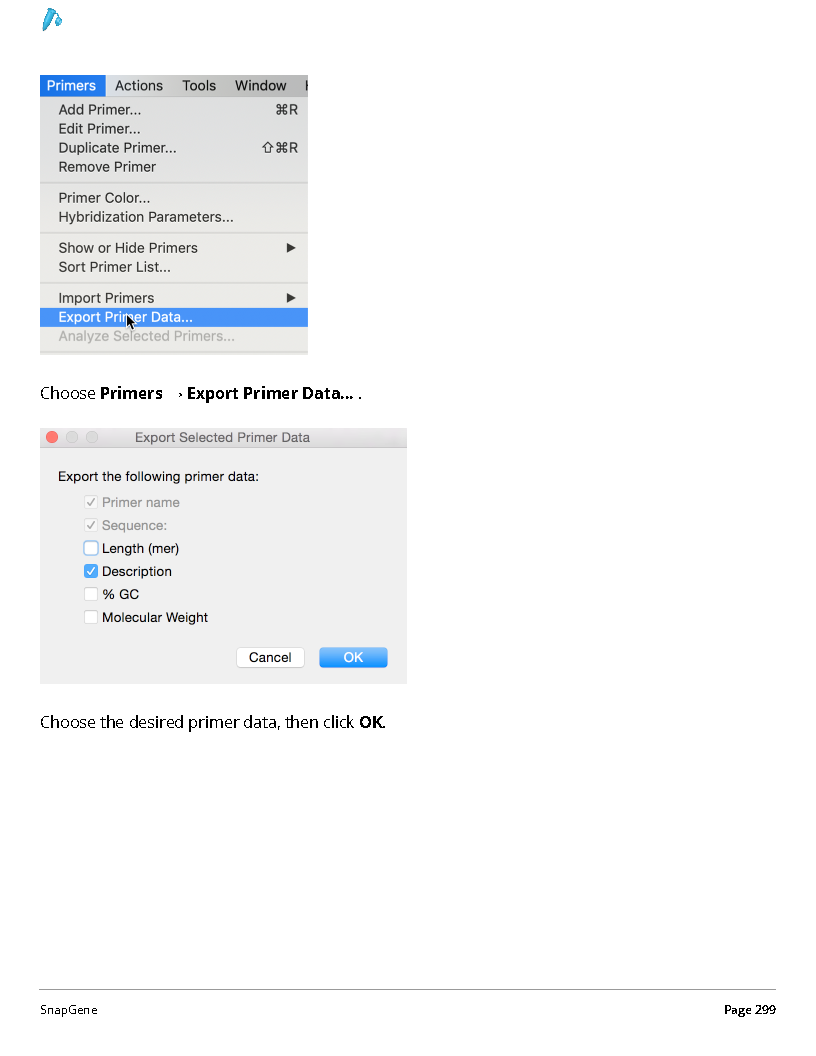 Primers Actions Tools Window
Add Primer... ⌘R
Edit Primer...
Duplicate Primer... ⇧⌘R
Remove Primer
Primer Color...
Hybridization Parameters...
Show or Hide Primers ▶
Sort Primer List...
Import Primers ▶
Export Primer Data...
Analyze Selected Primers...
Choose Primers → Export Primer Data... .
Export Selected Primer Data
Export the following primer data:
Primer name
Sequence:
Length (mer)
Description
% GC
Molecular Weight
Cancel OK
Choose the desired primer data, then click OK.
SnapGene Page 299